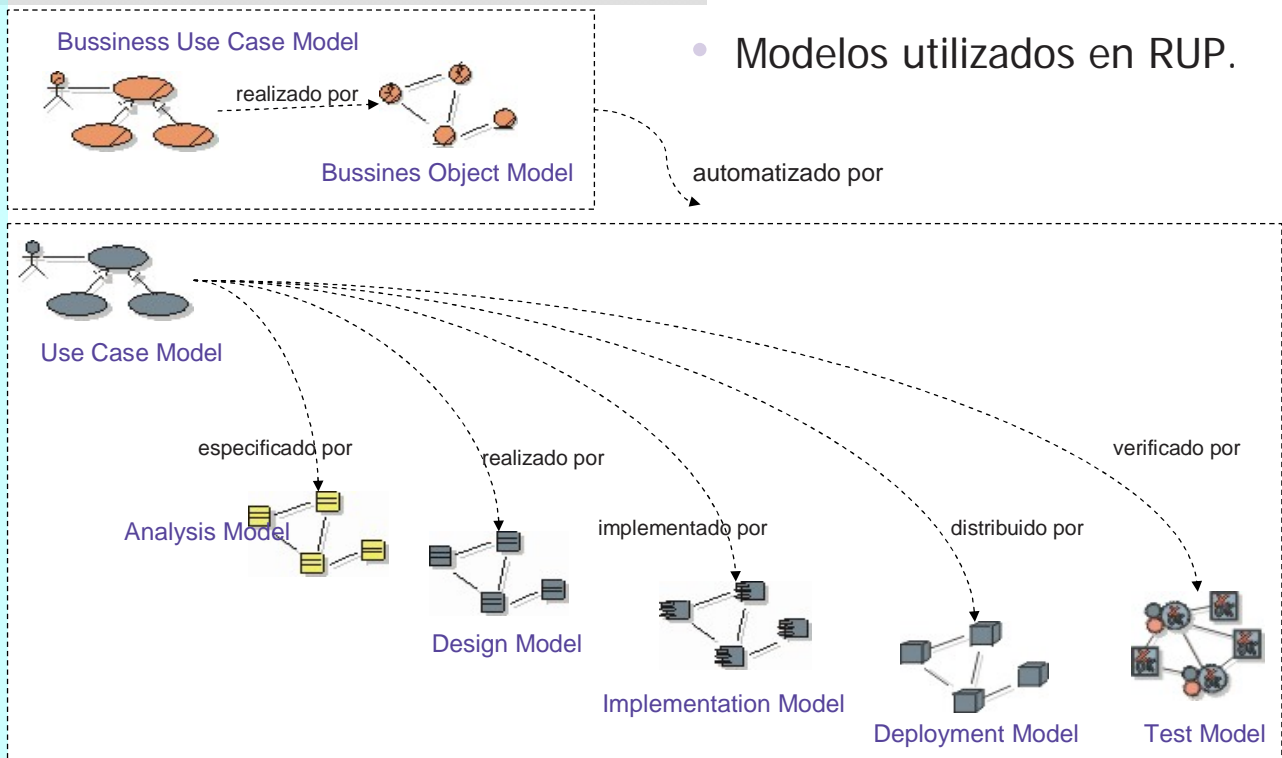 Bussiness Use Case Model
• Modelos utilizados en RUP.
realizado por
Bussines Object Model
automatizado por
Use Case Model
especificado por
realizado por
verificado por
Analysis Model
implementado por
distribuido por
Design Model
Implementation Model
Deployment Model
Test Model